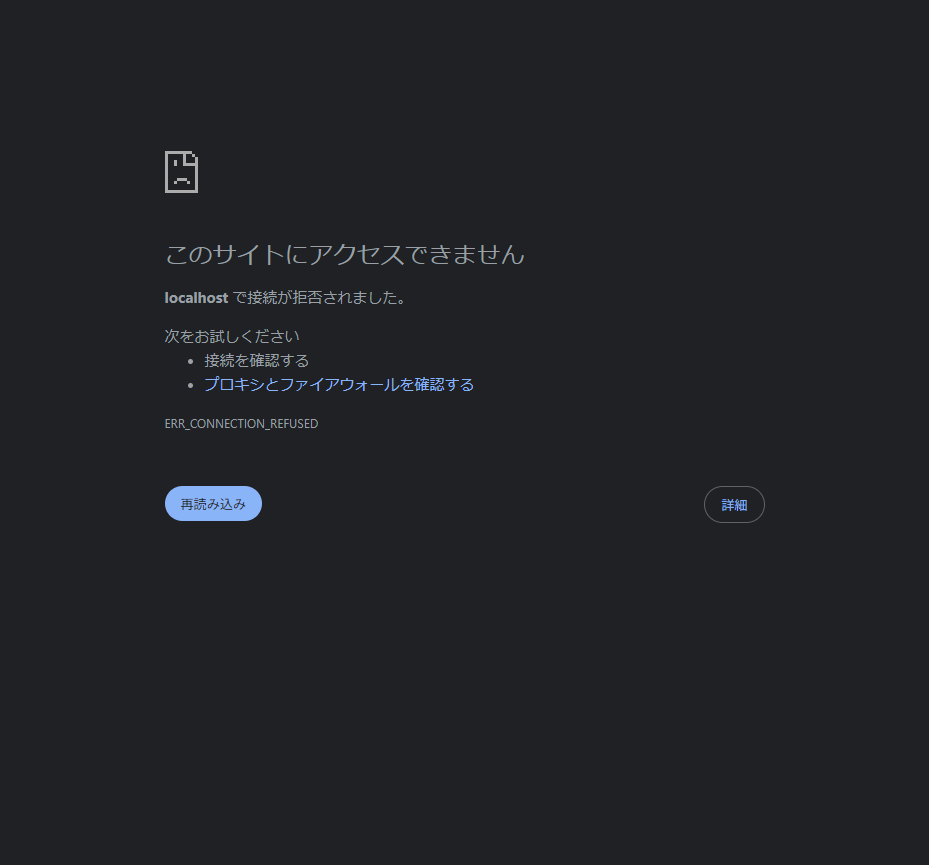 このサイトにアクセスできません
localhost で接続が拒否されました。
次をお試しください
接続を確認する
プロキシとファイアウォールを確認する
ERR_CONNECTION_REFUSED
再読み込み
詳細